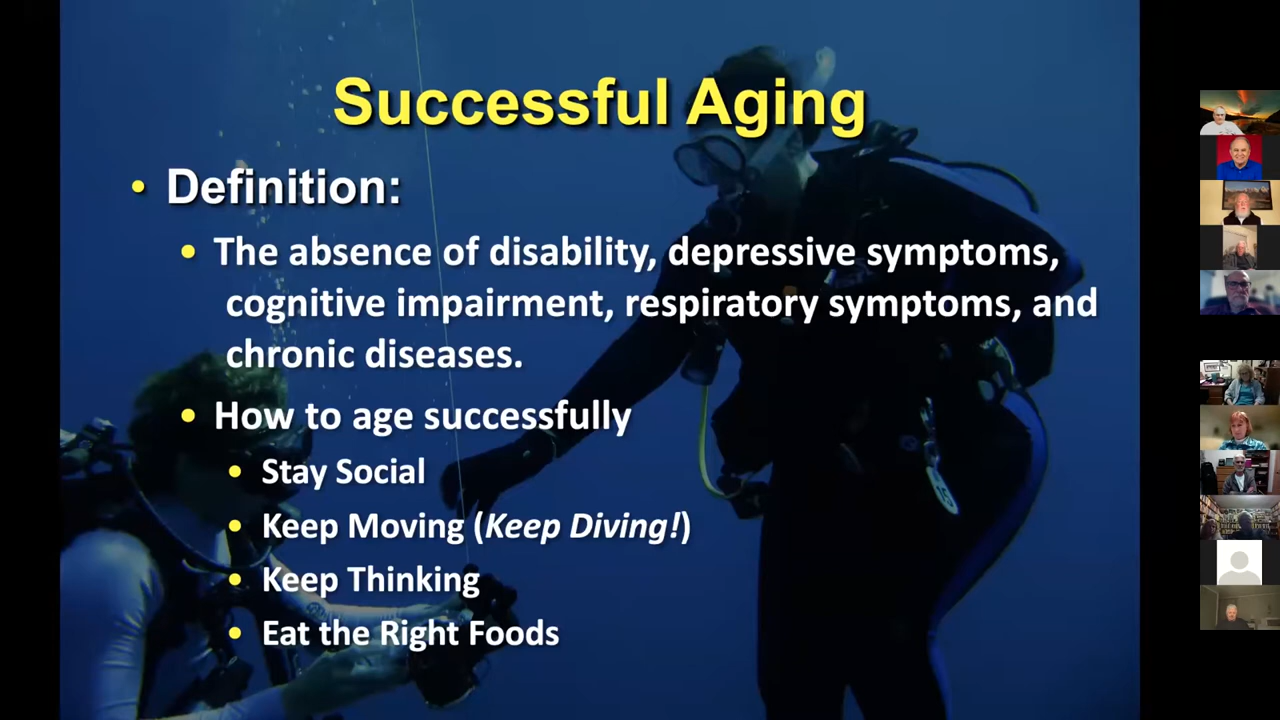 Successful Aging
• Definition:
• The absence of disability, depressive symptoms,
cognitive impairment, respiratory symptoms, and
chronic diseases.
• How to age successfully
• Stay Social
• Keep Moving (Keep Diving!)
• Keep Thinking
• Eat the Right Foods